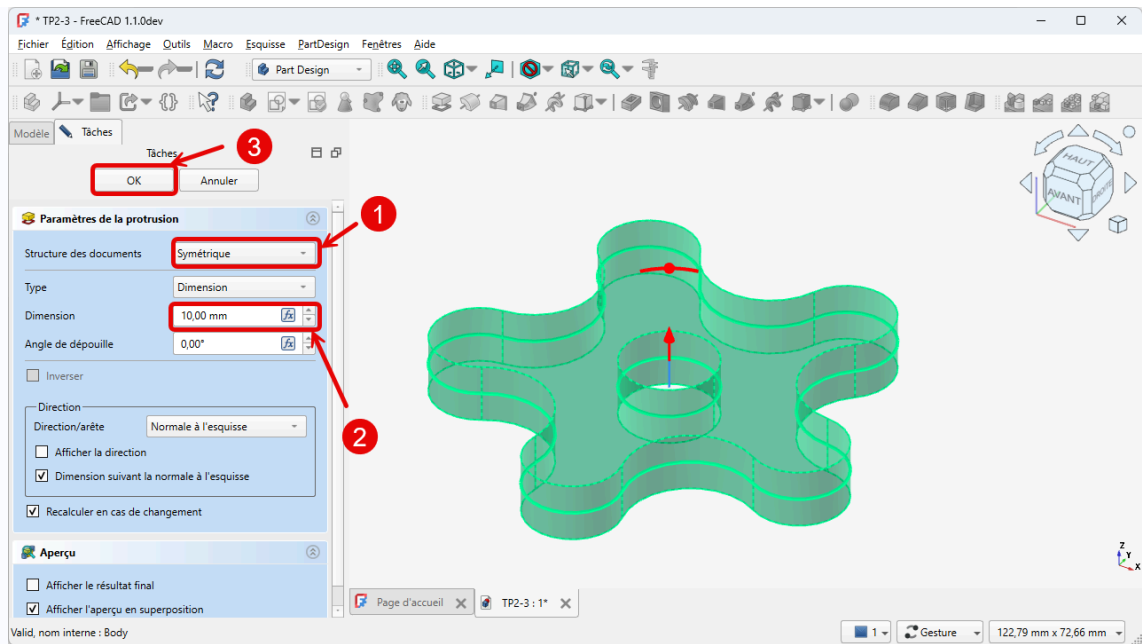 * TP2-3 - FreeCAD 1.1.0dev
Fichier Édition Affichage Outils Macro Esquisse PartDesign Fenêtres Aide
Part Design
Modèle Tâches
Tâches
3
OK Annuler
HAUT
AVANT
DROITE
Paramètres de la protrusion
1
Structure des documents Symétrique
Type Dimension
Dimension 10,00 mm
Angle de dépouille 0,00°
Inverser
2
Direction
Direction/arête Normale à l'esquisse
Afficher la direction
Dimension suivant la normale à l'esquisse
Recalculer en cas de changement
Aperçu
Afficher le résultat final
Afficher l'aperçu en superposition
Z
Y
X
Page d'accueil TP2-3 : 1*
Valid, nom interne : Body
1 Gesture 122,79 mm x 72,66 mm